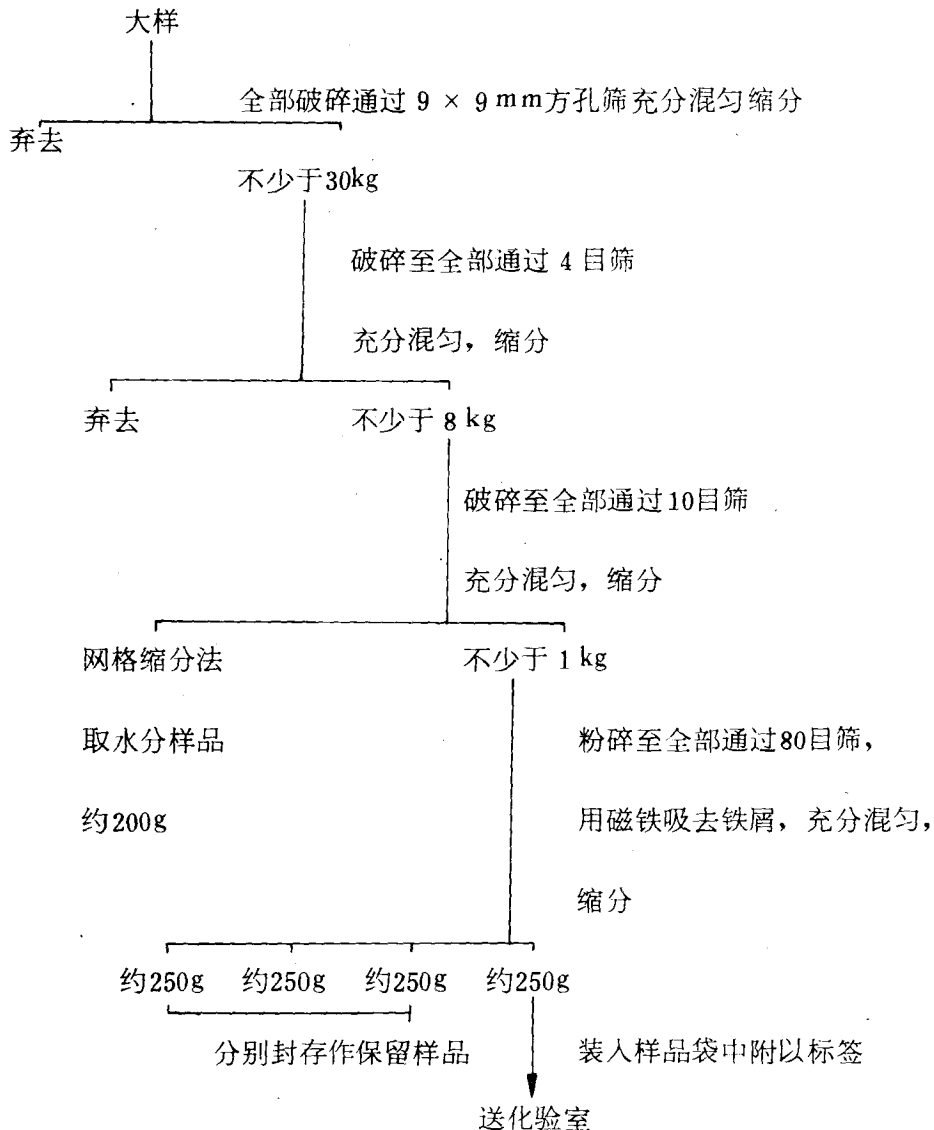 大样
全部破碎通过 9 × 9 mm方孔筛充分混匀缩分
弃去
不少于30kg
破碎至全部通过 4 目筛
充分混匀，缩分
弃去
不少于 8 kg
破碎至全部通过10目筛
充分混匀，缩分
网格缩分法
不少于 1 kg
取水分样品
粉碎至全部通过80目筛，
约200g
用磁铁吸去铁屑，充分混匀，
缩分
约250g 约250g 约250g 约250g
分别封存作保留样品
装入样品袋中附以标签
送化验室